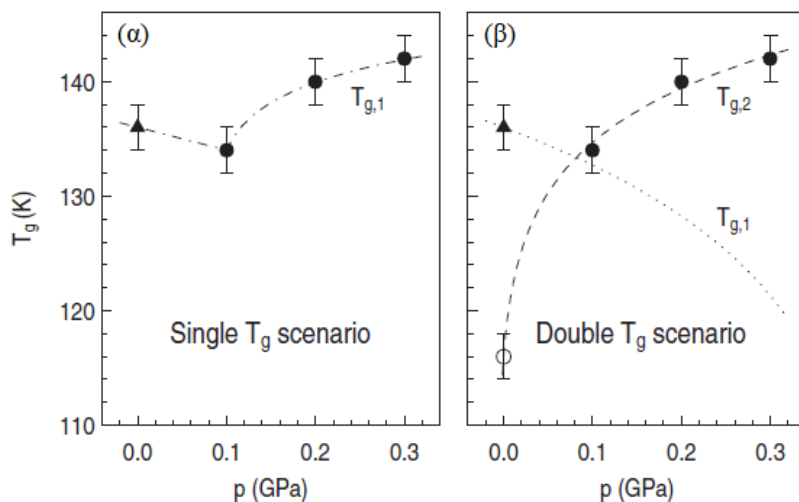 (α)
140
130
120
110
T_g (K)
T_g,1
Single T_g scenario
0.0 0.1 0.2 0.3
p (GPa)
(β)
T_g,2
T_g,1
Double T_g scenario
0.0 0.1 0.2 0.3
p (GPa)